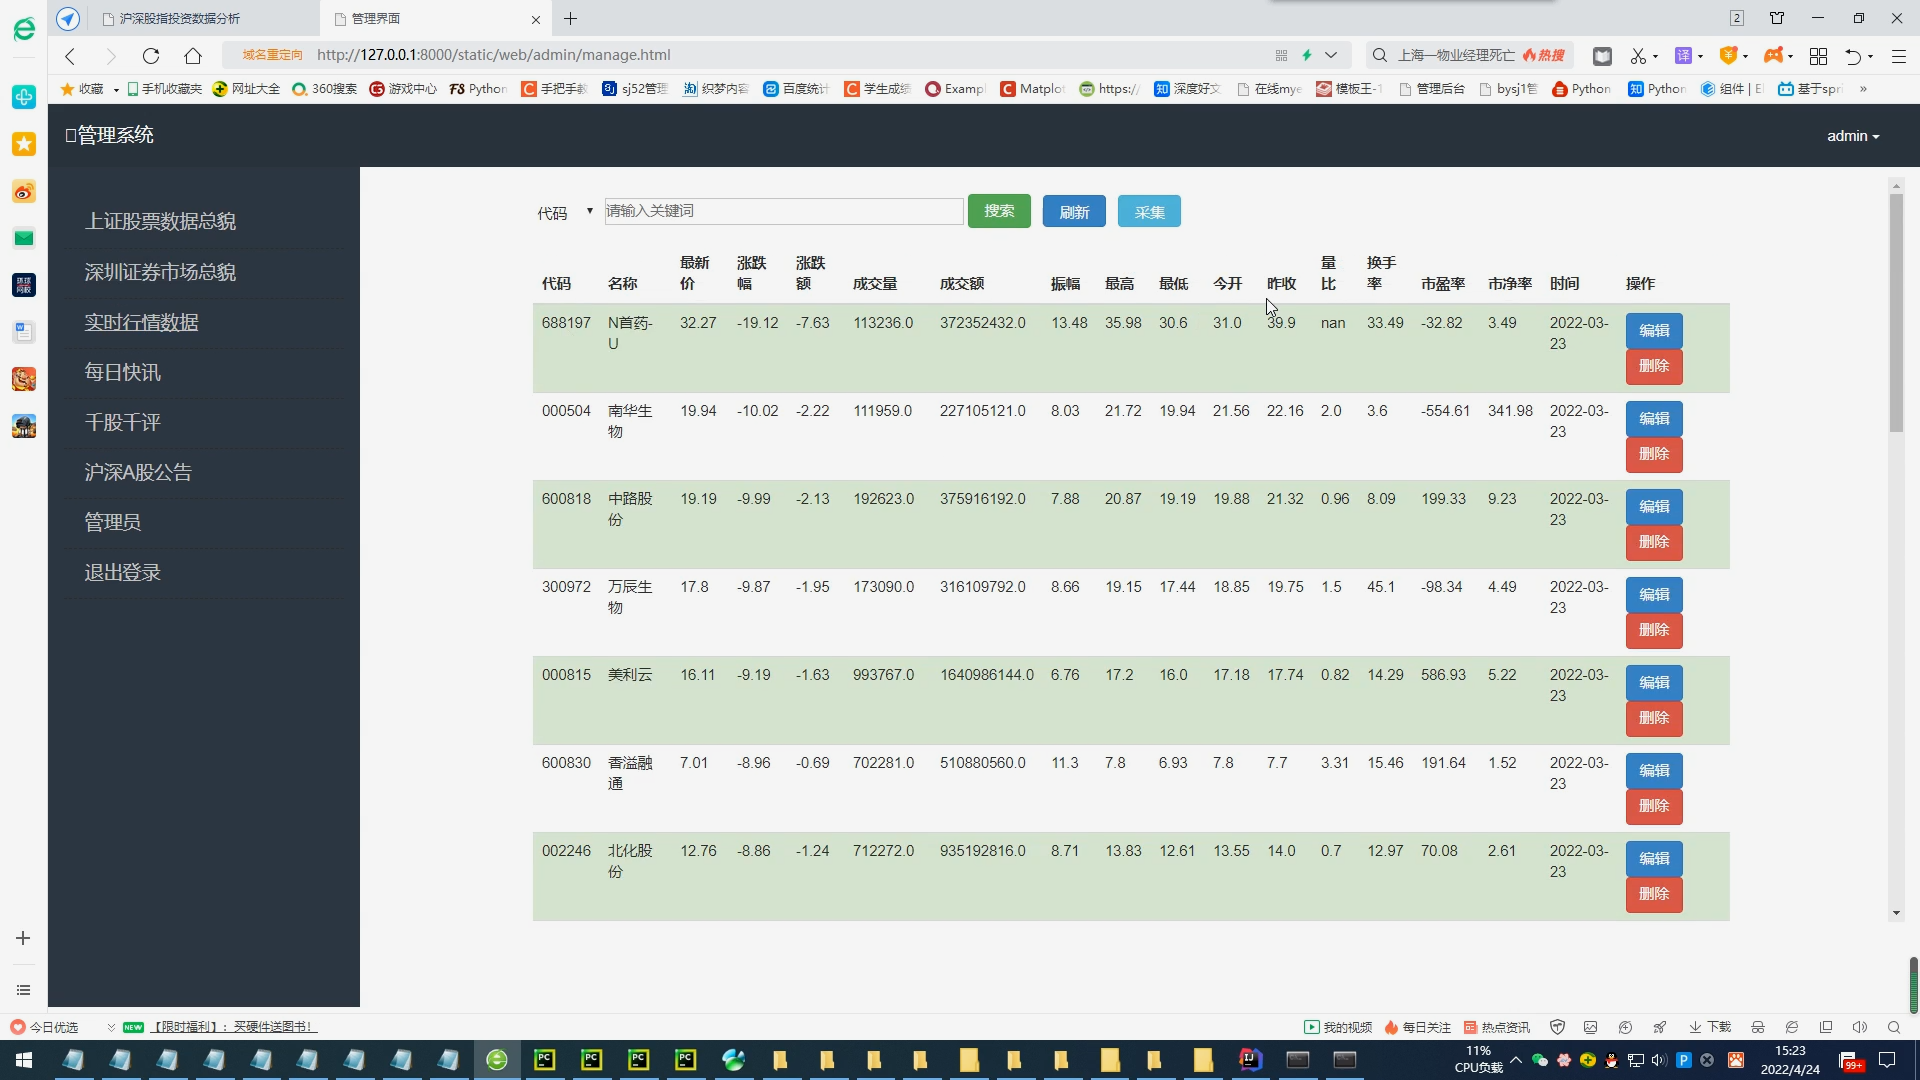 沪深股指投资数据分析
管理界面
2
域名重定向 http://127.0.0.1:8000/static/web/admin/manage.html
上海一物业经理死亡 热搜
译
收藏 手机收藏夹 网址大全 360搜索 游戏中心 Python 手把手教 sj52管理 织梦内容 百度统计 学生成绩 Exampl Matplot https:// 深度好文 在线mye 模板王-1 管理后台 bysj1管 Python Python 组件 | El 基于spri »
管理系统
admin
上证股票数据总貌
深圳证券市场总貌
实时行情数据
每日快讯
千股千评
沪深A股公告
管理员
退出登录
代码 请输入关键词 搜索 刷新 采集
代码 名称 最新价 涨跌幅 涨跌额 成交量 成交额 振幅 最高 最低 今开 昨收 量比 换手率 市盈率 市净率 时间 操作
688197 N首药-U 32.27 -19.12 -7.63 113236.0 372352432.0 13.48 35.98 30.6 31.0 39.9 nan 33.49 -32.82 3.49 2022-03-23 编辑 删除
000504 南华生物 19.94 -10.02 -2.22 111959.0 227105121.0 8.03 21.72 19.94 21.56 22.16 2.0 3.6 -554.61 341.98 2022-03-23 编辑 删除
600818 中路股份 19.19 -9.99 -2.13 192623.0 375916192.0 7.88 20.87 19.19 19.88 21.32 0.96 8.09 199.33 9.23 2022-03-23 编辑 删除
300972 万辰生物 17.8 -9.87 -1.95 173090.0 316109792.0 8.66 19.15 17.44 18.85 19.75 1.5 45.1 -98.34 4.49 2022-03-23 编辑 删除
000815 美利云 16.11 -9.19 -1.63 993767.0 1640986144.0 6.76 17.2 16.0 17.18 17.74 0.82 14.29 586.93 5.22 2022-03-23 编辑 删除
600830 香溢融通 7.01 -8.96 -0.69 702281.0 510880560.0 11.3 7.8 6.93 7.8 7.7 3.31 15.46 191.64 1.52 2022-03-23 编辑 删除
002246 北化股份 12.76 -8.86 -1.24 712272.0 935192816.0 8.71 13.83 12.61 13.55 14.0 0.7 12.97 70.08 2.61 2022-03-23 编辑 删除
今日优选 NEW 【限时福利】：买硬件送图书！ 我的视频 每日关注 热点资讯 下载
11%
CPU负载
15:23
2022/4/24
99+